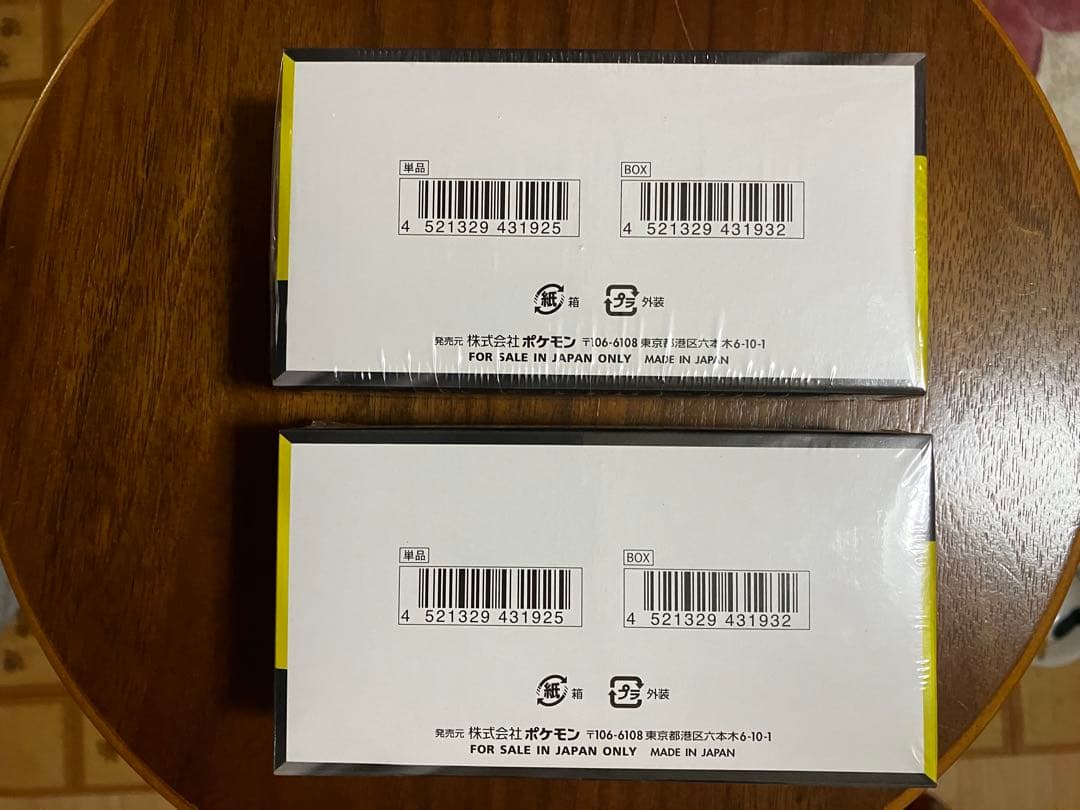 単品
BOX
4 521329 431925
4 521329 431932
紙 箱
プラ 外装
発売元 株式会社ポケモン 〒106-6108 東京都港区六本木6-10-1
FOR SALE IN JAPAN ONLY MADE IN JAPAN
単品
BOX
4 521329 431925
4 521329 431932
紙 箱
プラ 外装
発売元 株式会社ポケモン 〒106-6108 東京都港区六本木6-10-1
FOR SALE IN JAPAN ONLY MADE IN JAPAN